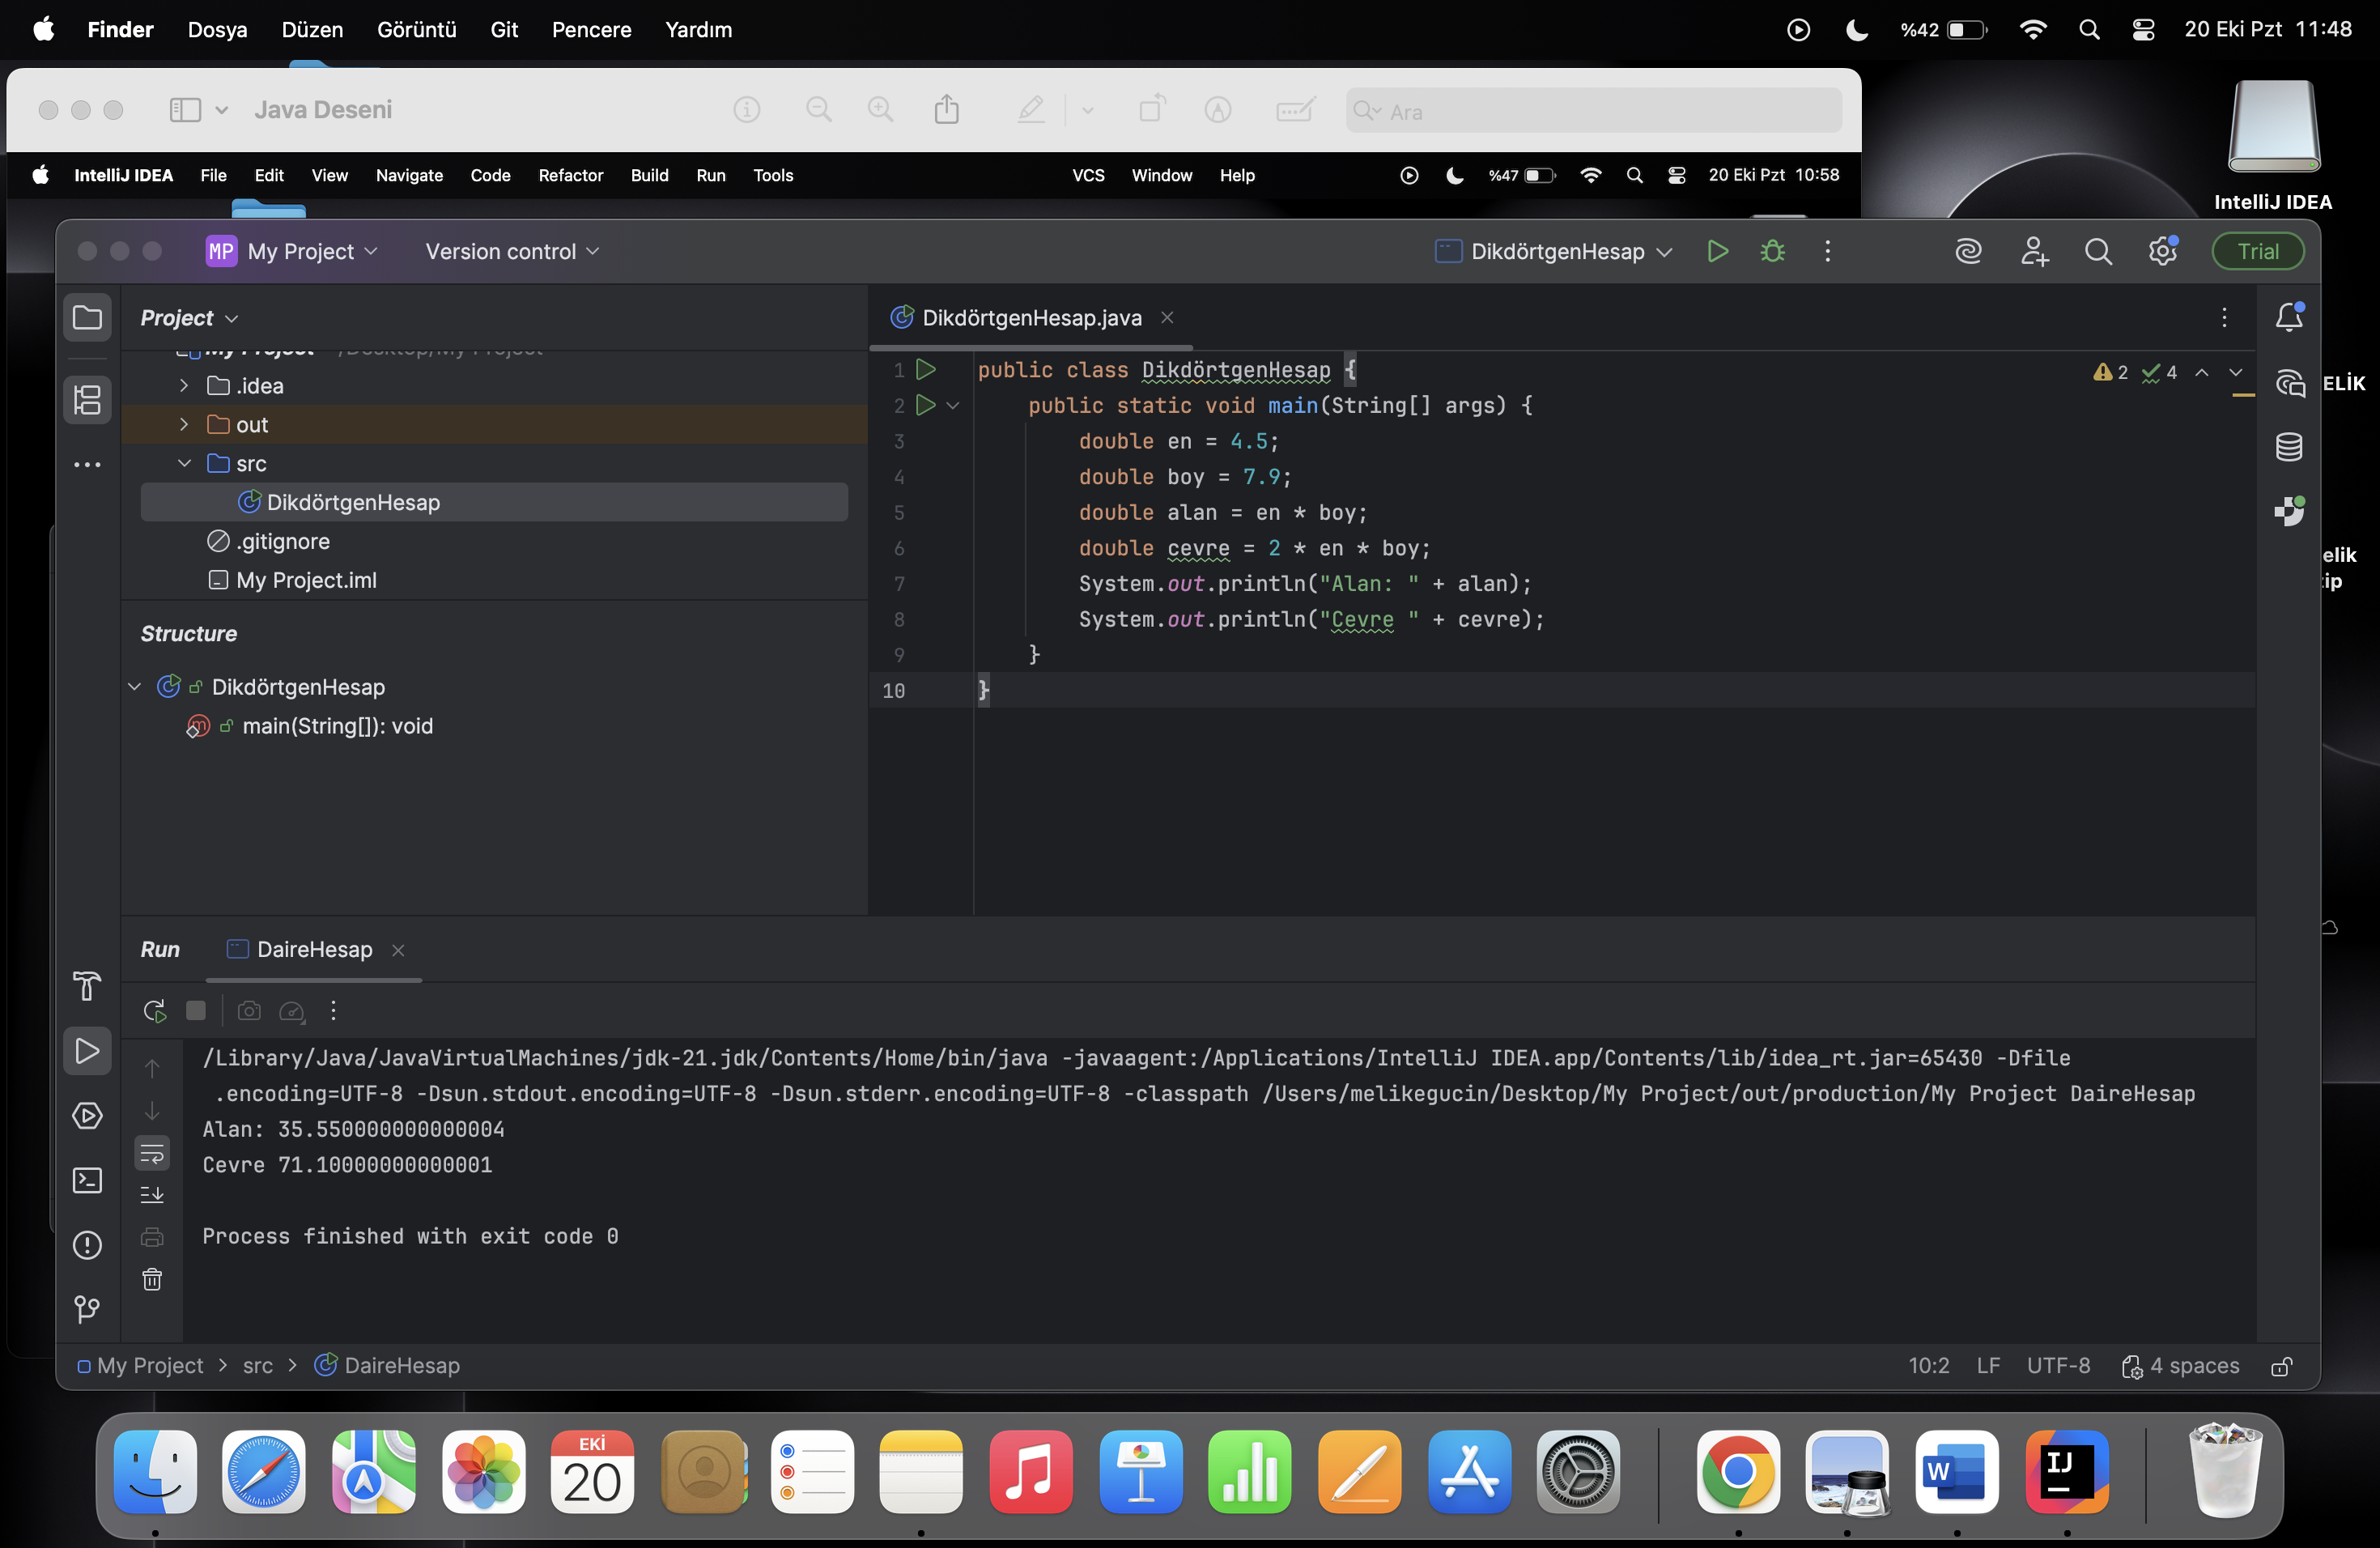 Finder Dosya Düzen Görüntü Git Pencere Yardım %42 20 Eki Pzt 11:48
Java Deseni Ara
IntelliJ IDEA File Edit View Navigate Code Refactor Build Run Tools VCS Window Help %47 20 Eki Pzt 10:58
IntelliJ IDEA
MP My Project Version control DikdörtgenHesap Trial
Project
DikdörtgenHesap.java
My Project ~/Desktop/My Project
.idea
out
src
DikdörtgenHesap
.gitignore
My Project.iml
Structure
DikdörtgenHesap
main(String[]): void
1 public class DikdörtgenHesap {
2 public static void main(String[] args) {
3 double en = 4.5;
4 double boy = 7.9;
5 double alan = en * boy;
6 double cevre = 2 * en * boy;
7 System.out.println("Alan: " + alan);
8 System.out.println("Cevre " + cevre);
9 }
10 }
2 4
ELİK
elik
zip
Run DaireHesap
/Library/Java/JavaVirtualMachines/jdk-21.jdk/Contents/Home/bin/java -javaagent:/Applications/IntelliJ IDEA.app/Contents/lib/idea_rt.jar=65430 -Dfile
.encoding=UTF-8 -Dsun.stdout.encoding=UTF-8 -Dsun.stderr.encoding=UTF-8 -classpath /Users/melikegucin/Desktop/My Project/out/production/My Project DaireHesap
Alan: 35.550000000000004
Cevre 71.10000000000001
Process finished with exit code 0
My Project src DaireHesap 10:2 LF UTF-8 4 spaces
EKİ
20
W
IJ